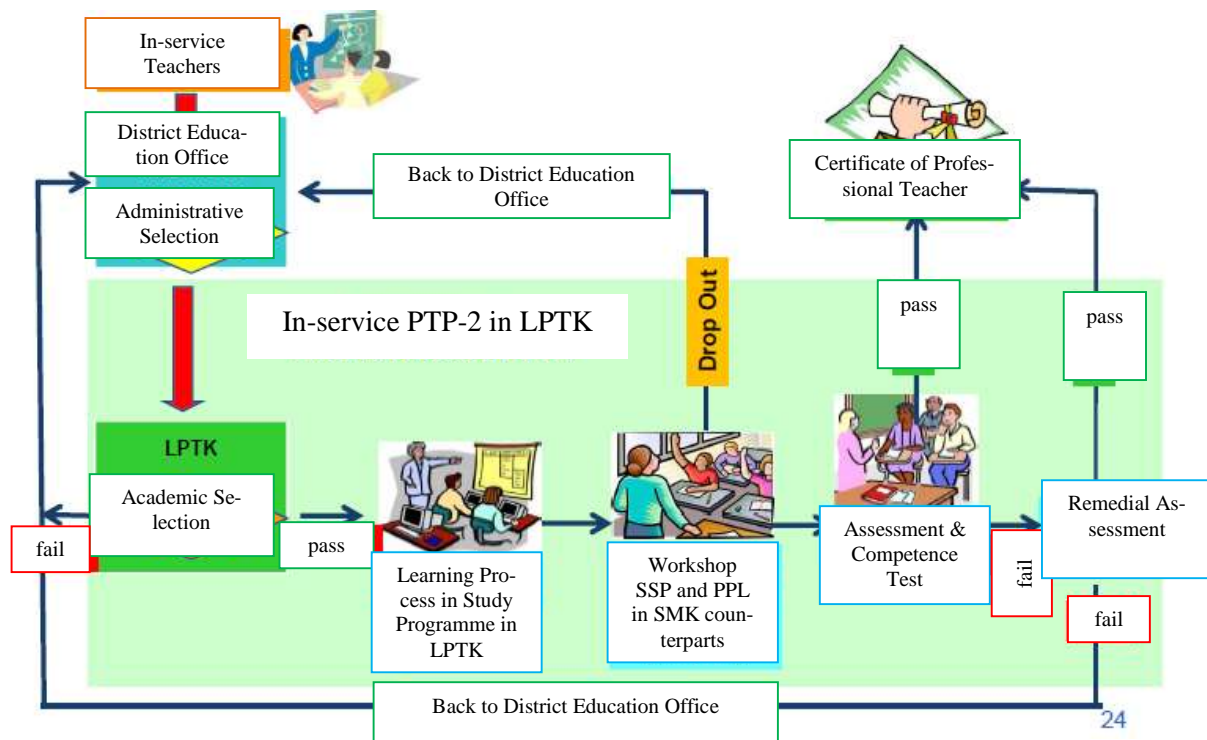 In-service
Teachers
District Educa-
tion Office
Administrative
Selection
Back to District Education
Office
Certificate of Profes-
sional Teacher
Drop Out
pass
pass
In-service PTP-2 in LPTK
LPTK
Academic Se-
lection
fail
pass
Learning Pro-
cess in Study
Programme in
LPTK
Workshop
SSP and PPL
in SMK coun-
terparts
Assessment &
Competence
Test
fail
Remedial As-
sessment
fail
Back to District Education Office
24